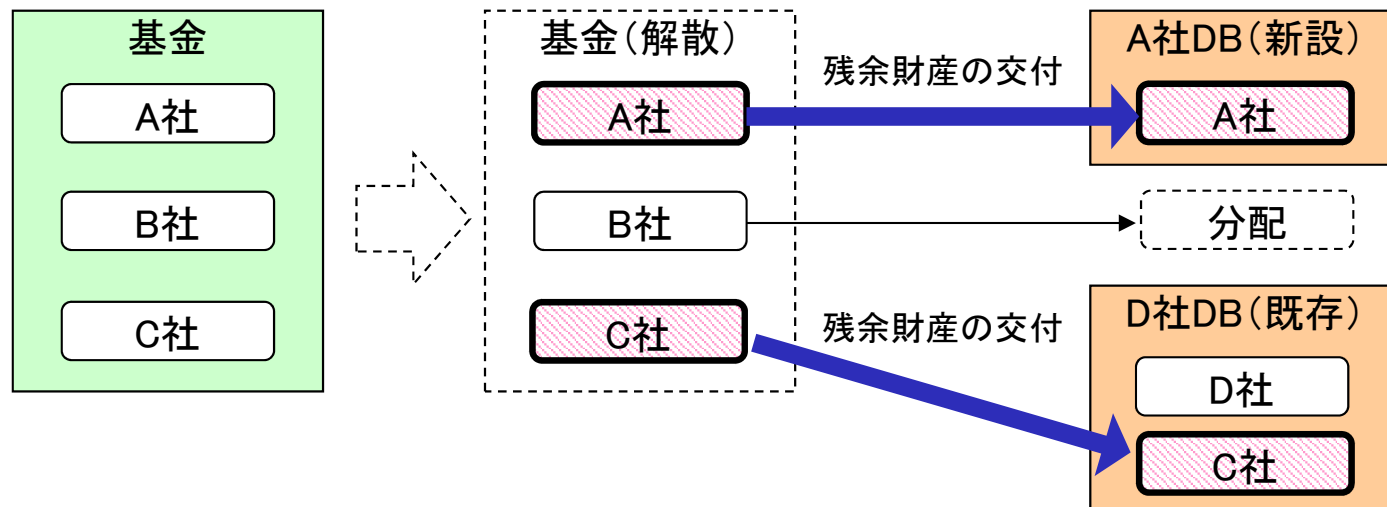 基金
A社
B社
C社
基金(解散)
A社
B社
C社
残余財産の交付
残余財産の交付
A社DB(新設)
A社
分配
D社DB(既存)
D社
C社